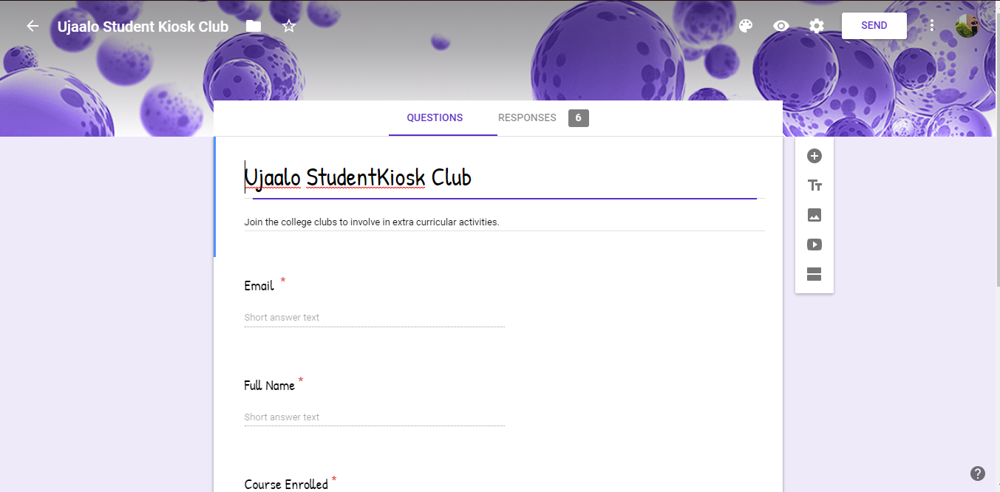 Ujaalo Student Kiosk Club
SEND
QUESTIONS
RESPONSES 6
Ujaalo StudentKiosk Club
Join the college clubs to involve in extra curricular activities.
Email *
Short answer text
Full Name *
Short answer text
Course Enrolled *